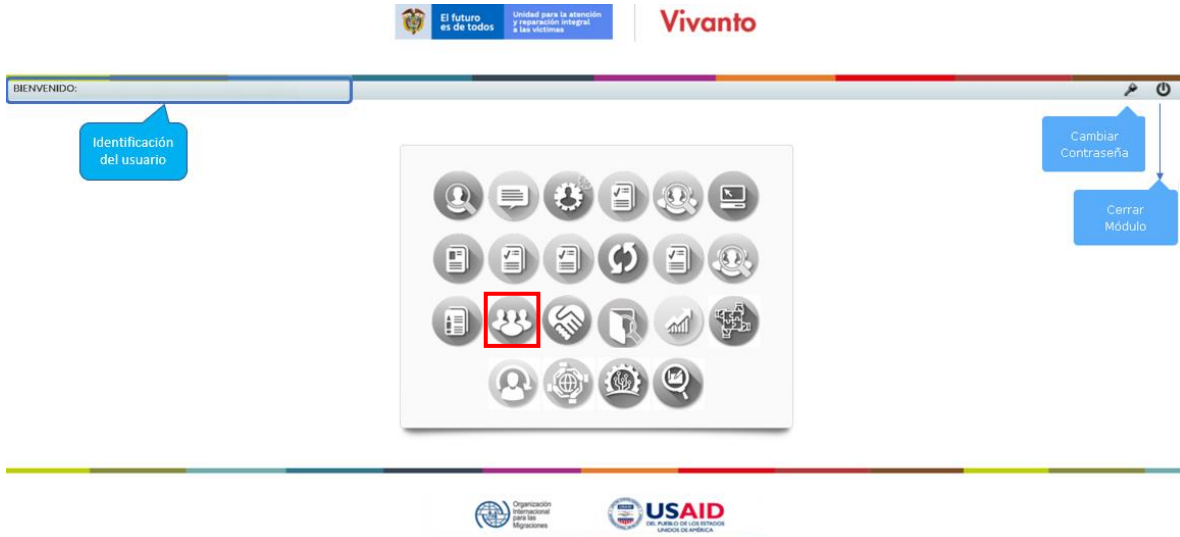 El futuro
es de todos
Unidad para la atención
y reparación integral
a las víctimas
Vivanto
BIENVENIDO:
Identificación
del usuario
Cambiar
Contraseña
Cerrar
Módulo
Organización
Internacional
para las
Migraciones
USAID
DEL PUEBLO DE LOS ESTADOS
UNIDOS DE AMÉRICA